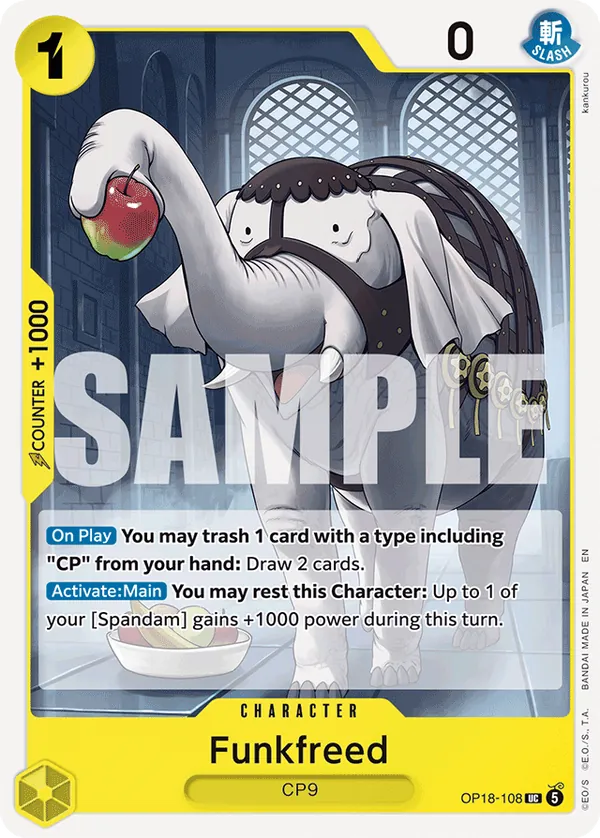 1
0
斬
SLASH
kankurou
COUNTER +1000
SAMPLE
On Play You may trash 1 card with a type including
"CP" from your hand: Draw 2 cards.
Activate:Main You may rest this Character: Up to 1 of
your [Spandam] gains +1000 power during this turn.
CHARACTER
Funkfreed
CP9
OP18-108 UC 5
©EO/S ©E.O./S., T.A. BANDAI MADE IN JAPAN EN